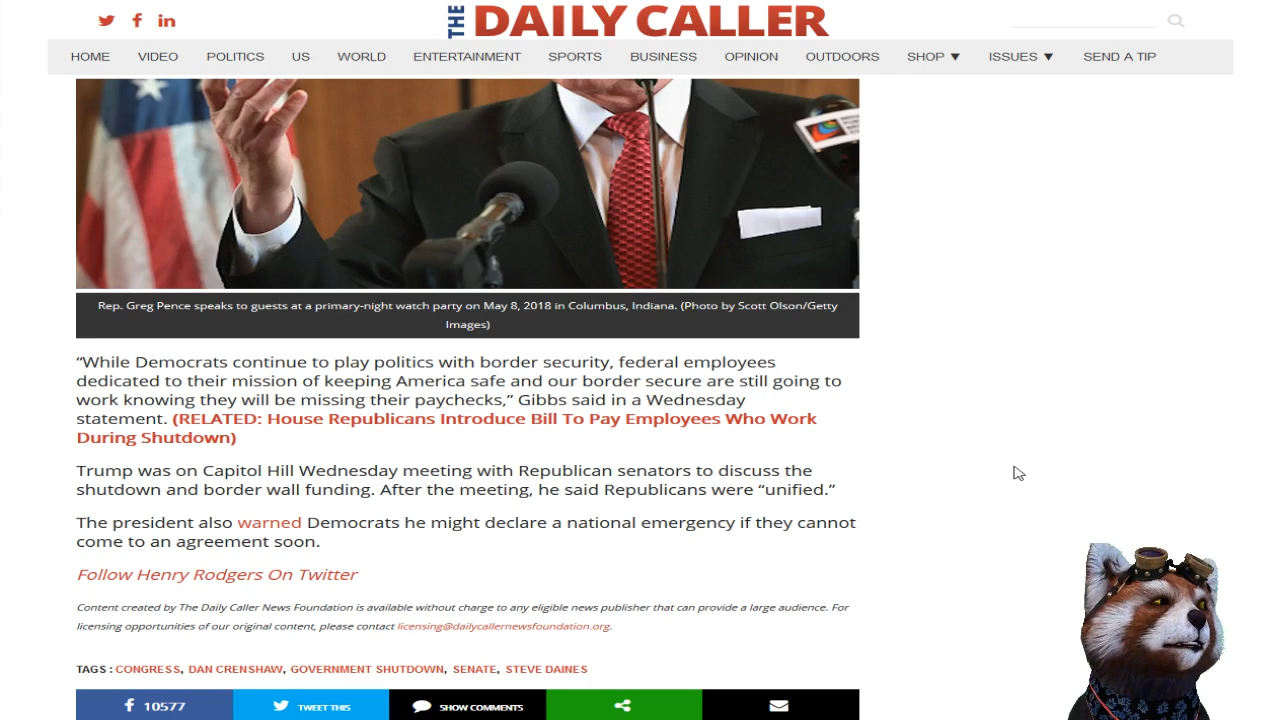 THE DAILY CALLER
HOME VIDEO POLITICS US WORLD ENTERTAINMENT SPORTS BUSINESS OPINION OUTDOORS SHOP ▼ ISSUES ▼ SEND A TIP
Rep. Greg Pence speaks to guests at a primary-night watch party on May 8, 2018 in Columbus, Indiana. (Photo by Scott Olson/Getty
Images)
“While Democrats continue to play politics with border security, federal employees
dedicated to their mission of keeping America safe and our border secure are still going to
work knowing they will be missing their paychecks,” Gibbs said in a Wednesday
statement. (RELATED: House Republicans Introduce Bill To Pay Employees Who Work
During Shutdown)
Trump was on Capitol Hill Wednesday meeting with Republican senators to discuss the
shutdown and border wall funding. After the meeting, he said Republicans were “unified.”
The president also warned Democrats he might declare a national emergency if they cannot
come to an agreement soon.
Follow Henry Rodgers On Twitter
Content created by The Daily Caller News Foundation is available without charge to any eligible news publisher that can provide a large audience. For
licensing opportunities of our original content, please contact licensing@dailycallernewsfoundation.org.
TAGS : CONGRESS, DAN CRENSHAW, GOVERNMENT SHUTDOWN, SENATE, STEVE DAINES
10577 TWEET THIS SHOW COMMENTS